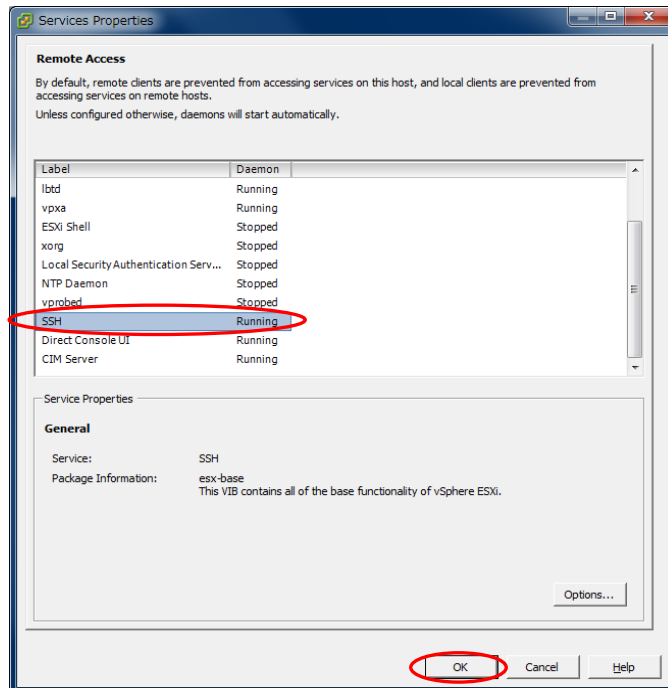 Services Properties
Remote Access
By default, remote clients are prevented from accessing services on this host, and local clients are prevented from
accessing services on remote hosts.
Unless configured otherwise, daemons will start automatically.
Label Daemon
lbtd Running
vpxa Running
ESXi Shell Stopped
xorg Stopped
Local Security Authentication Serv... Stopped
NTP Daemon Stopped
vprobed Stopped
SSH Running
Direct Console UI Running
CIM Server Running
Service Properties
General
Service: SSH
Package Information: esx-base
This VIB contains all of the base functionality of vSphere ESXi.
Options...
OK Cancel Help